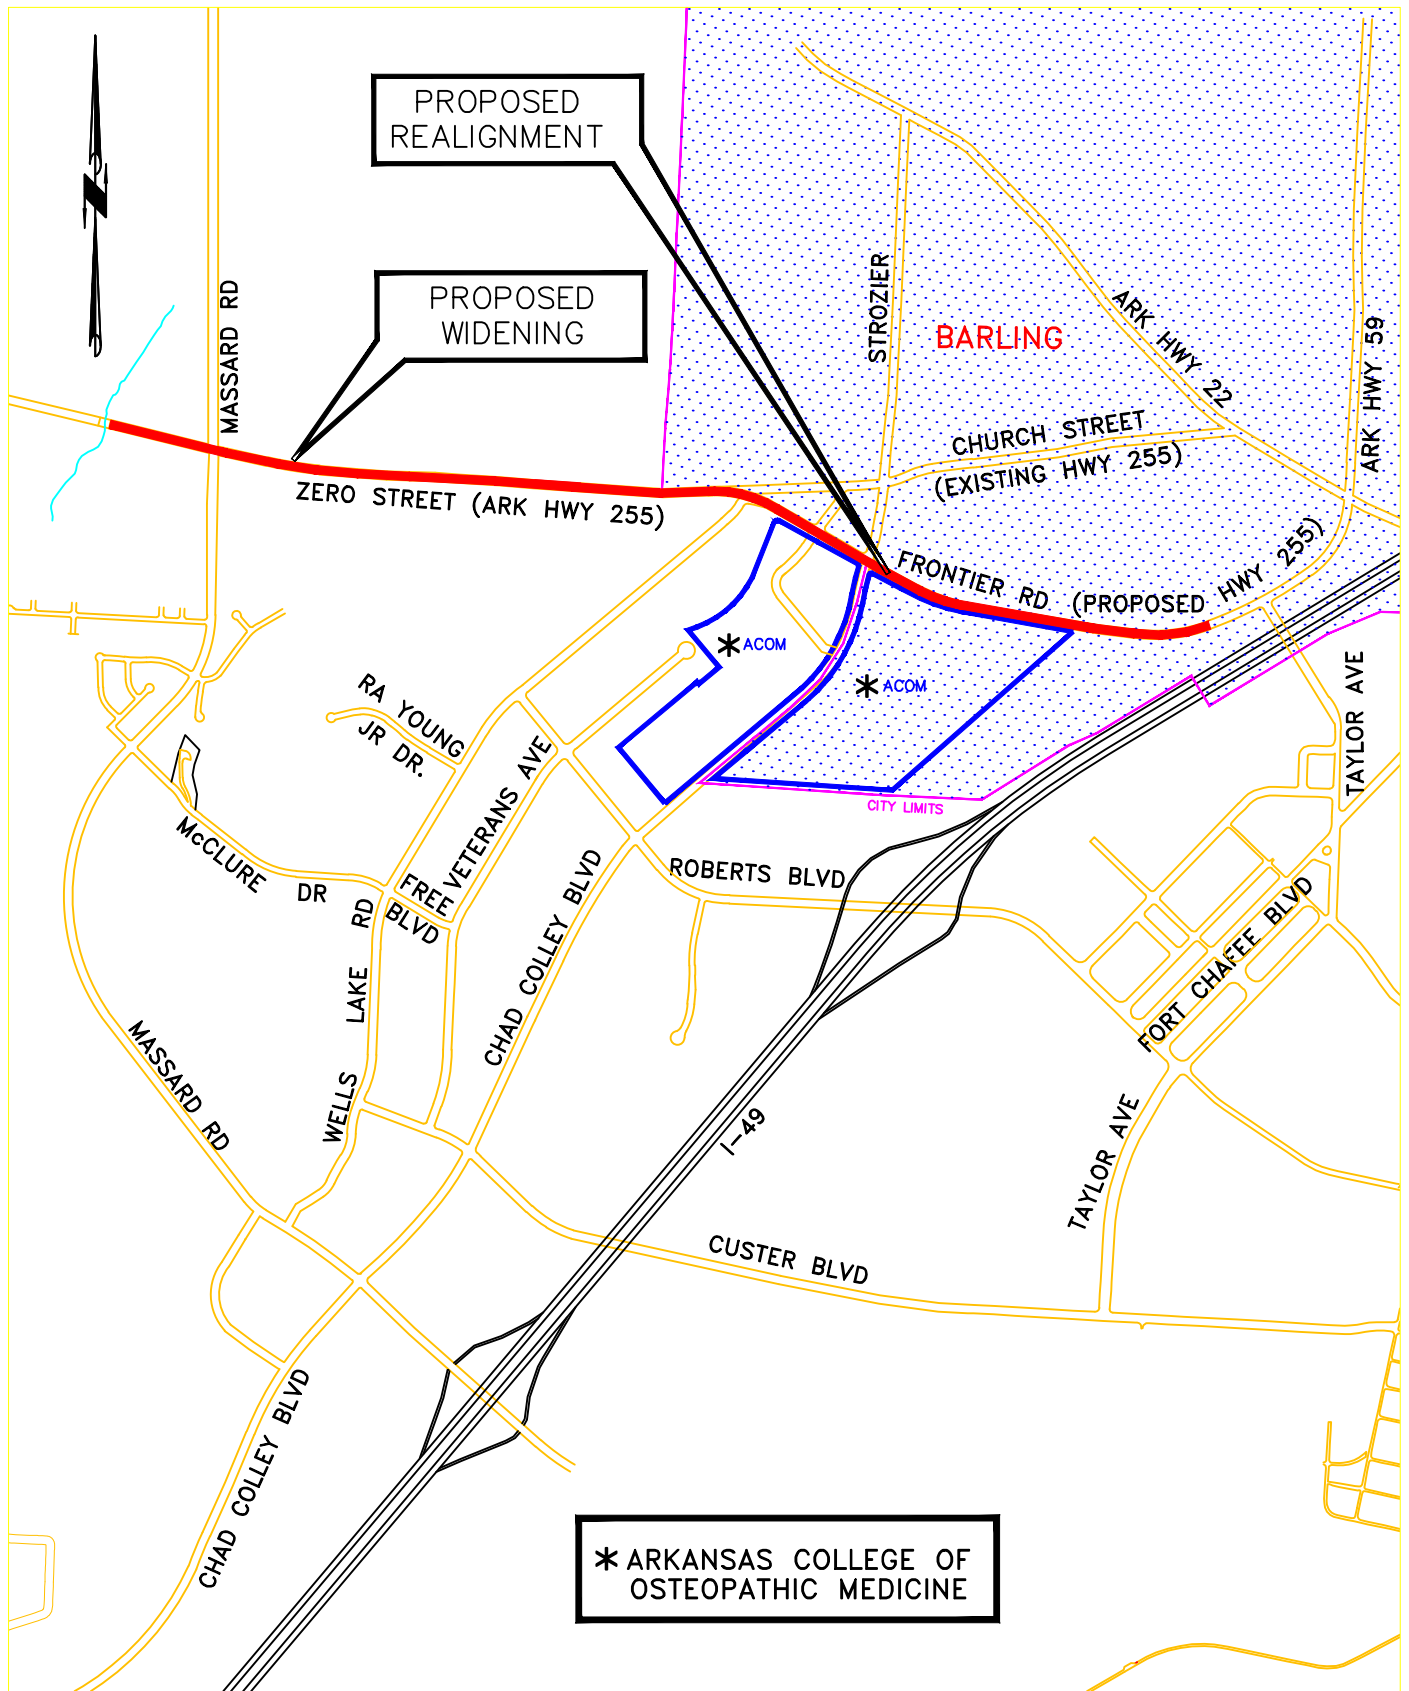 PROPOSED
REALIGNMENT
PROPOSED
WIDENING
MASSARD RD
STROZIER
BARLING
ARK HWY 22
ARK HWY 59
CHURCH STREET
(EXISTING HWY 255)
ZERO STREET (ARK HWY 255)
FRONTIER RD (PROPOSED HWY 255)
ACOM
ACOM
RA YOUNG
JR DR.
TAYLOR AVE
CITY LIMITS
VETERANS AVE
McCLURE DR
FREE
BLVD
ROBERTS BLVD
CHAD COLLEY BLVD
WELLS LAKE RD
FORT CHAFEE BLVD
MASSARD RD
I-49
TAYLOR AVE
CUSTER BLVD
CHAD COLLEY BLVD
* ARKANSAS COLLEGE OF
OSTEOPATHIC MEDICINE